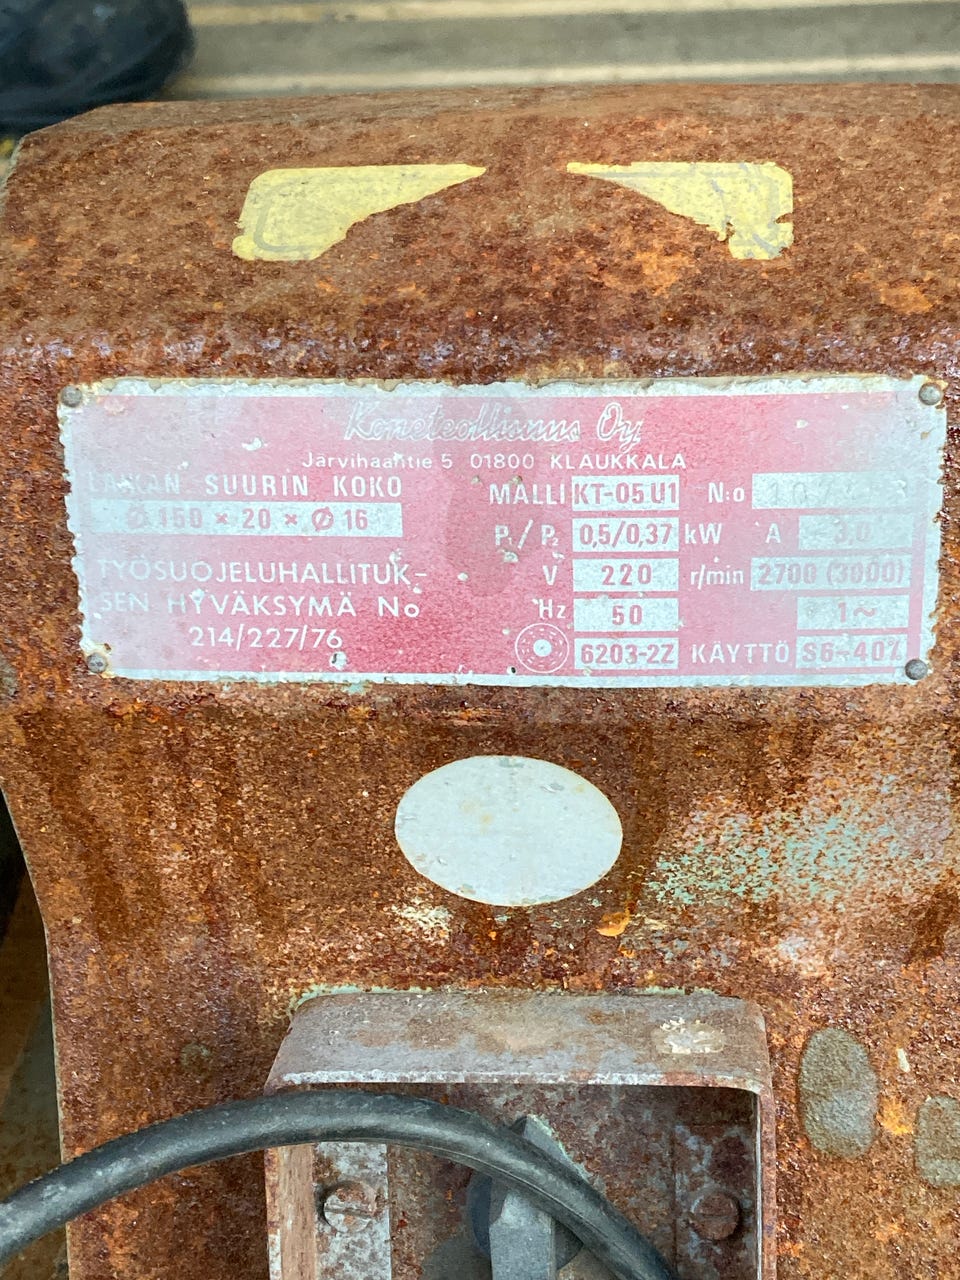 Koneteollisuus Oy
Järvihaantie 5 01800 KLAUKKALA
LAIKAN SUURIN KOKO
Ø 150 × 20 × Ø 16
TYÖSUOJELUHALLITUK-
SEN HYVÄKSYMÄ No
214/227/76
MALLI KT-05 U1 N:o
P₁/P₂ 0,5/0,37 kW A 3,0
V 220 r/min 2700 (3000)
Hz 50 1~
6203-2Z KÄYTTÖ S6-40%